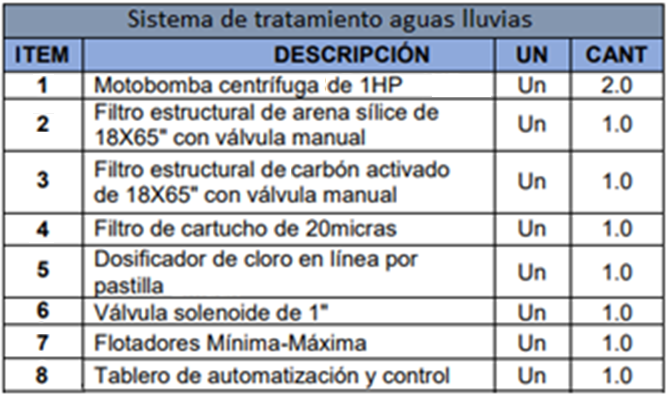 Sistema de tratamiento aguas lluvias
ITEM DESCRIPCIÓN UN CANT
1 Motobomba centrífuga de 1HP Un 2.0
2 Filtro estructural de arena sílice de
18X65" con válvula manual Un 1.0
3 Filtro estructural de carbón activado
de 18X65" con válvula manual Un 1.0
4 Filtro de cartucho de 20micras Un 1.0
5 Dosificador de cloro en línea por
pastilla Un 1.0
6 Válvula solenoide de 1" Un 1.0
7 Flotadores Mínima-Máxima Un 1.0
8 Tablero de automatización y control Un 1.0